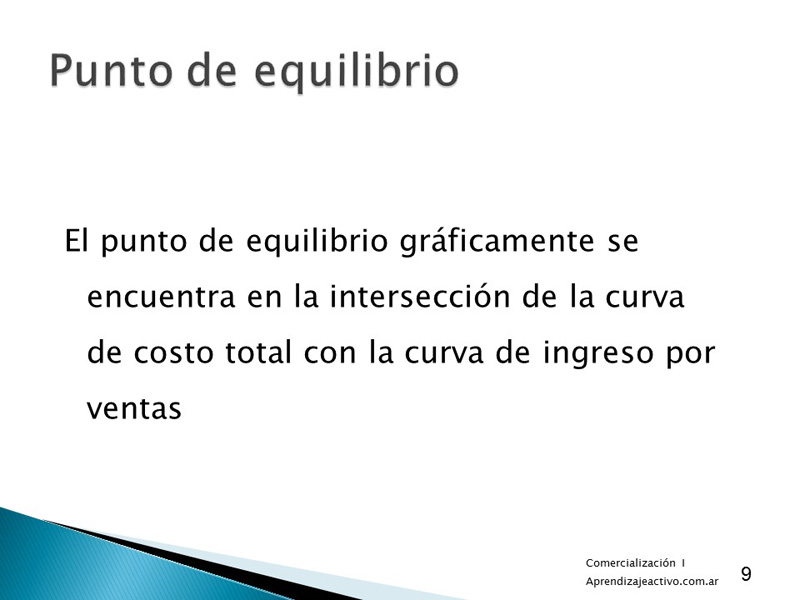 Punto de equilibrio
El punto de equilibrio gráficamente se
encuentra en la intersección de la curva
de costo total con la curva de ingreso por
ventas
Comercialización I
Aprendizajeactivo.com.ar
9